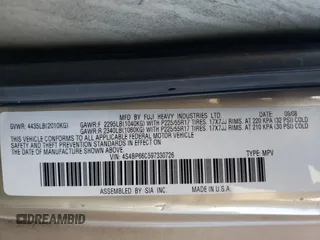 MFD. BY FUJI HEAVY INDUSTRIES LTD. DATE: 09/08
GVWR: 4435LB(2010KG) GAWR:F 2295LB(1040KG) WITH P225/55R17 TIRES, 17X7JJ RIMS, AT 220 KPA (32 PSI) COLD
GAWR:R 2340LB(1060KG) WITH P225/55R17 TIRES, 17X7JJ RIMS, AT 210 KPA (30 PSI) COLD
THIS VEHICLE CONFORMS TO ALL APPLICABLE FEDERAL MOTOR VEHICLE SAFETY
STANDARDS IN EFFECT ON THE DATE OF MANUFACTURE SHOWN ABOVE.
V.I.N.: 4S4BP66C597330726 TYPE: MPV
ASSEMBLED BY SIA INC. MADE IN U.S.A.
DREAMBID